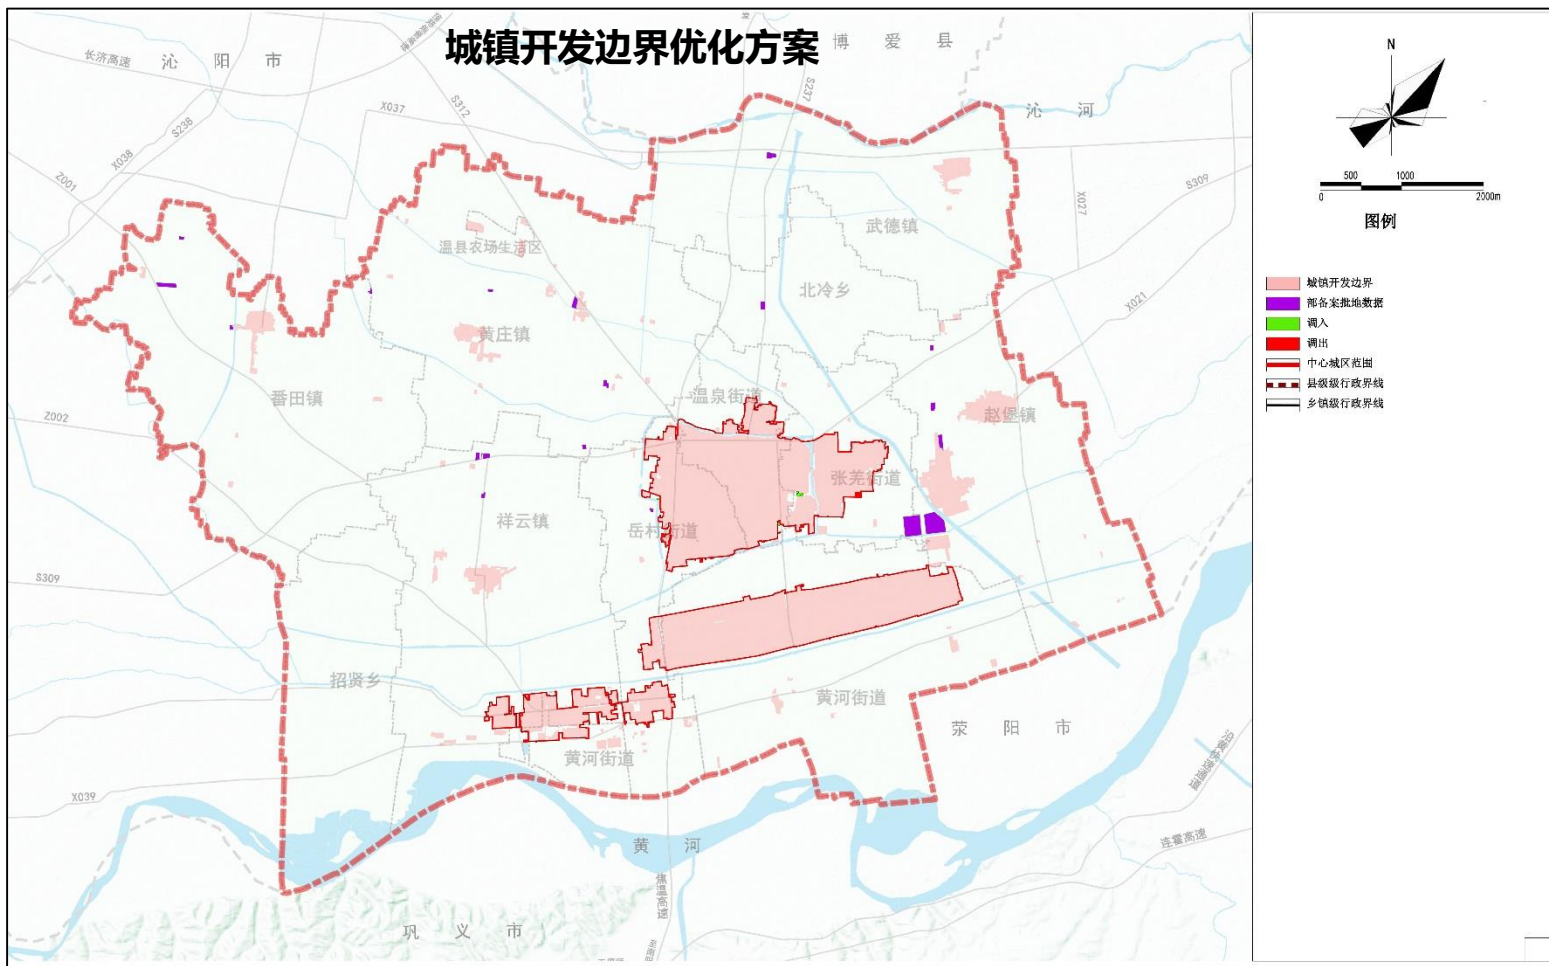 城镇开发边界优化方案
博爱县
长济高速
沁阳市
S312
S237
X037
沁河
S238
X038
Z001
S309
X027
武德镇
温县农场生活区
北冷乡
X021
黄庄镇
番田镇
温泉街道
赵堡镇
Z002
张羌街道
祥云镇
岳村街道
S309
招贤乡
黄河街道
荥阳市
黄河街道
X039
黄河
连霍高速
焦温高速
巩义市
N
500
1000
0
2000m
图例
城镇开发边界
部备案批地数据
调入
调出
中心城区范围
县级级行政界线
乡镇级行政界线